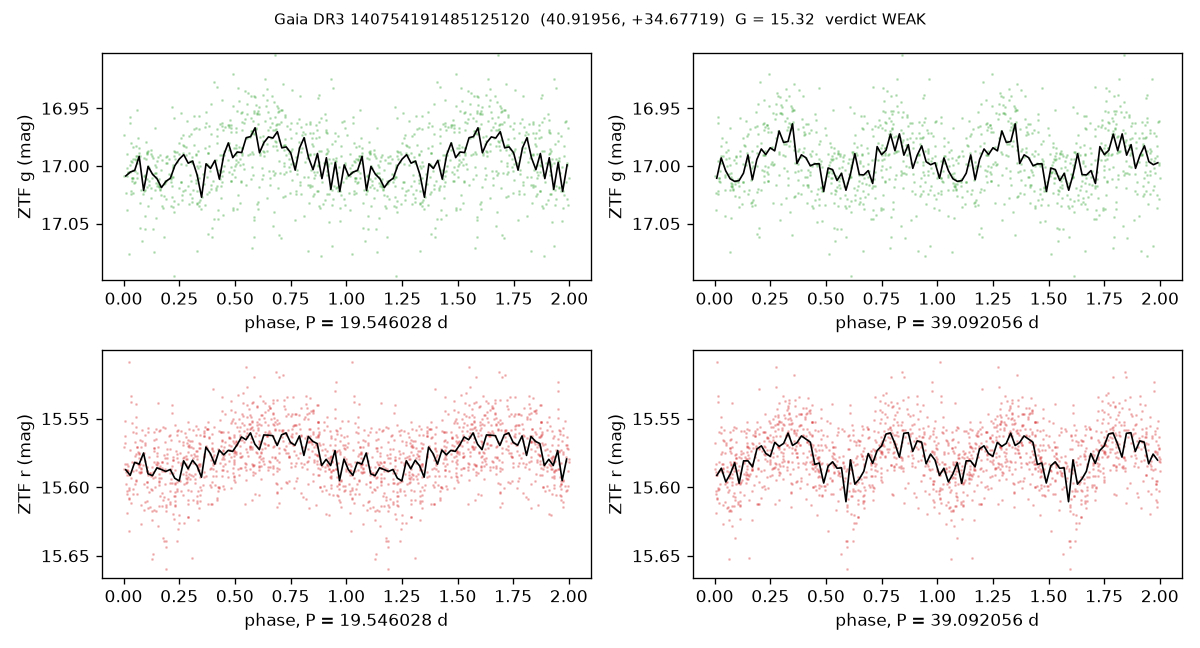 Gaia DR3 140754191485125120  (40.91956, +34.67719)  G = 15.32  verdict WEAK
ZTF g (mag)
16.95
17.00
17.05
0.00 0.25 0.50 0.75 1.00 1.25 1.50 1.75 2.00
phase, P = 19.546028 d
ZTF g (mag)
16.95
17.00
17.05
0.00 0.25 0.50 0.75 1.00 1.25 1.50 1.75 2.00
phase, P = 39.092056 d
ZTF r (mag)
15.55
15.60
15.65
0.00 0.25 0.50 0.75 1.00 1.25 1.50 1.75 2.00
phase, P = 19.546028 d
ZTF r (mag)
15.55
15.60
15.65
0.00 0.25 0.50 0.75 1.00 1.25 1.50 1.75 2.00
phase, P = 39.092056 d